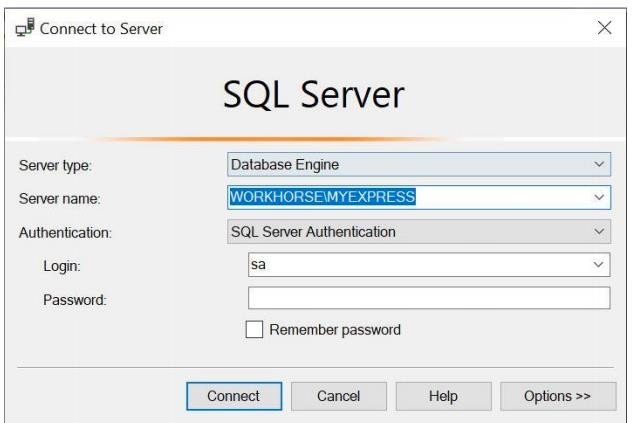 Connect to Server
SQL Server
Server type: Database Engine
Server name: WORKHORSE\MYEXPRESS
Authentication: SQL Server Authentication
Login: sa
Password:
Remember password
Connect Cancel Help Options >>